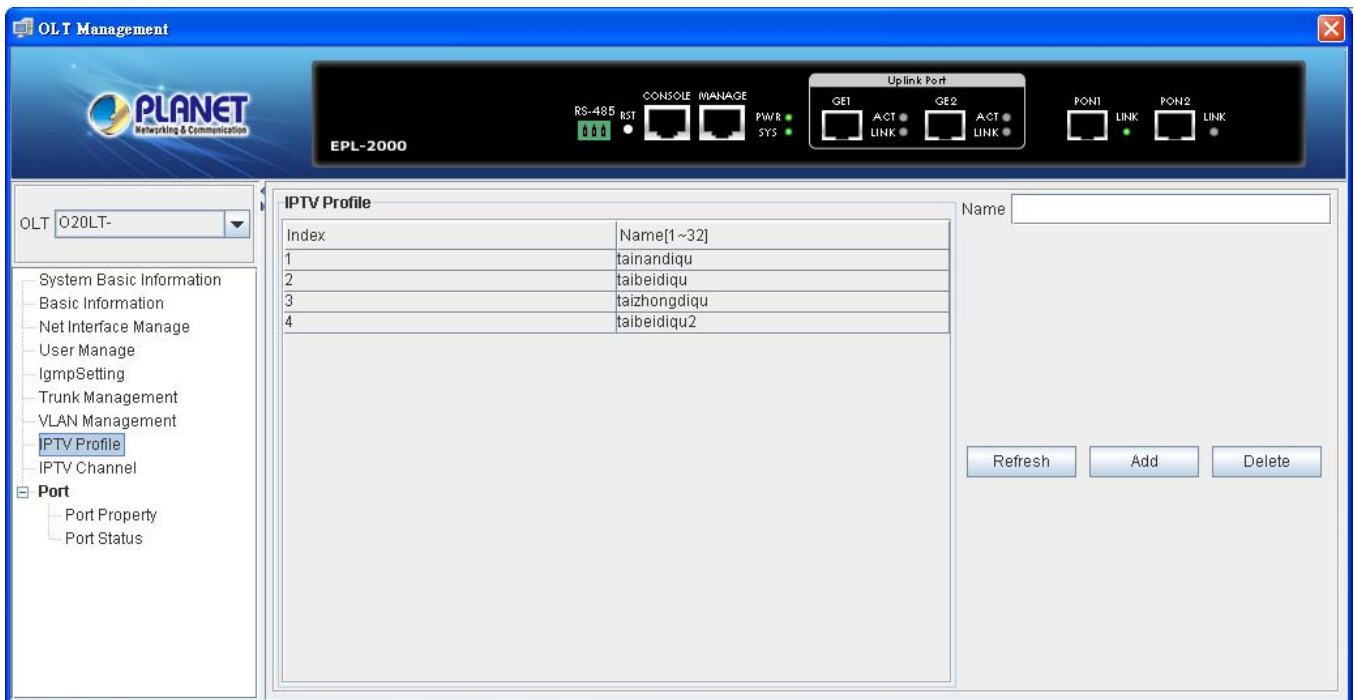 OLT Management
PLANET
Networking & Communication
EPL-2000
RS-485 RST
CONSOLE MANAGE
PWR
SYS
Uplink Port
GE1
ACT
LINK
GE2
ACT
LINK
PON1
LINK
PON2
LINK
OLT O20LT-
System Basic Information
Basic Information
Net Interface Manage
User Manage
IgmpSetting
Trunk Management
VLAN Management
IPTV Profile
IPTV Channel
Port
Port Property
Port Status
IPTV Profile
Index Name[1~32]
1 tainandiqu
2 taibeidiqu
3 taizhongdiqu
4 taibeidiqu2
Name
Refresh Add Delete